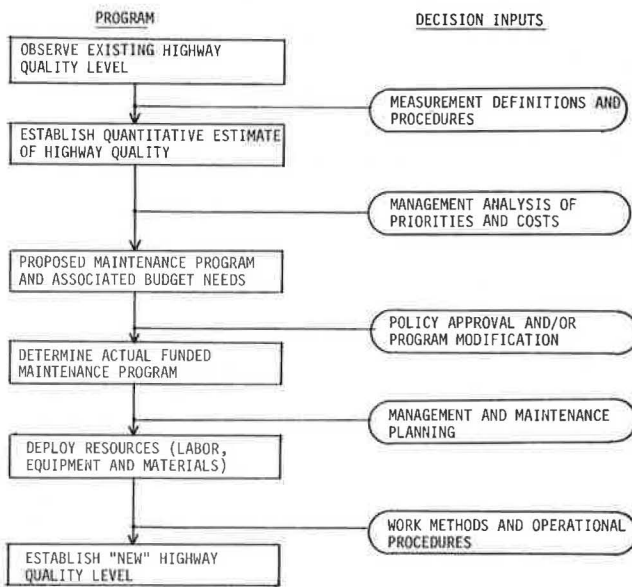 PROGRAM
DECISION INPUTS
OBSERVE EXISTING HIGHWAY
QUALITY LEVEL
MEASUREMENT DEFINITIONS AND
PROCEDURES
ESTABLISH QUANTITATIVE ESTIMATE
OF HIGHWAY QUALITY
MANAGEMENT ANALYSIS OF
PRIORITIES AND COSTS
PROPOSED MAINTENANCE PROGRAM
AND ASSOCIATED BUDGET NEEDS
POLICY APPROVAL AND/OR
PROGRAM MODIFICATION
DETERMINE ACTUAL FUNDED
MAINTENANCE PROGRAM
MANAGEMENT AND MAINTENANCE
PLANNING
DEPLOY RESOURCES (LABOR,
EQUIPMENT AND MATERIALS)
WORK METHODS AND OPERATIONAL
PROCEDURES
ESTABLISH "NEW" HIGHWAY
QUALITY LEVEL